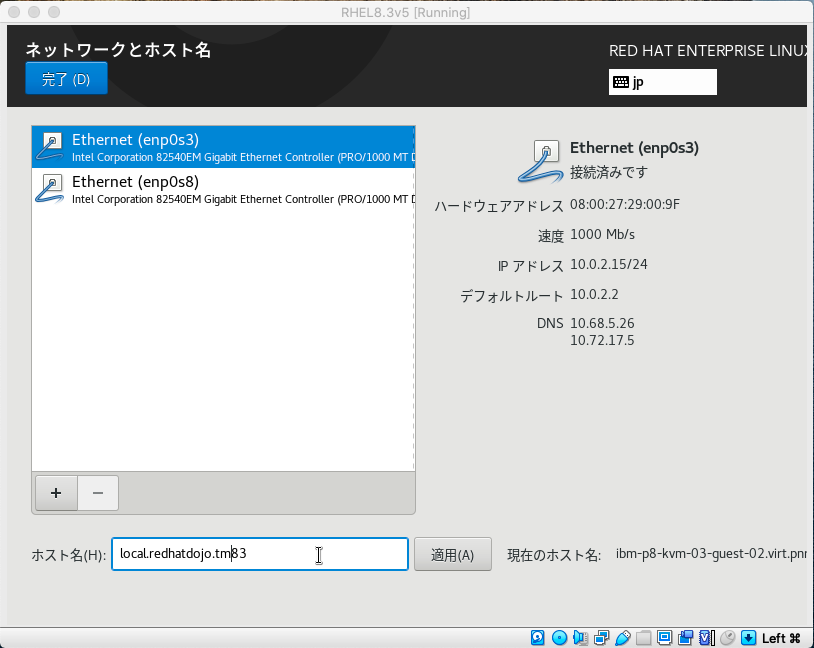 RHEL8.3v5 [Running]
ネットワークとホスト名
完了 (D)
RED HAT ENTERPRISE LINUX
jp
Ethernet (enp0s3)
Intel Corporation 82540EM Gigabit Ethernet Controller (PRO/1000 MT D
Ethernet (enp0s8)
Intel Corporation 82540EM Gigabit Ethernet Controller (PRO/1000 MT D
Ethernet (enp0s3)
接続済みです
ハードウェアアドレス 08:00:27:29:00:9F
速度 1000 Mb/s
IP アドレス 10.0.2.15/24
デフォルトルート 10.0.2.2
DNS 10.68.5.26
10.72.17.5
+ −
ホスト名(H): local.redhatdojo.tm83 適用(A) 現在のホスト名: ibm-p8-kvm-03-guest-02.virt.pnr
Left ⌘